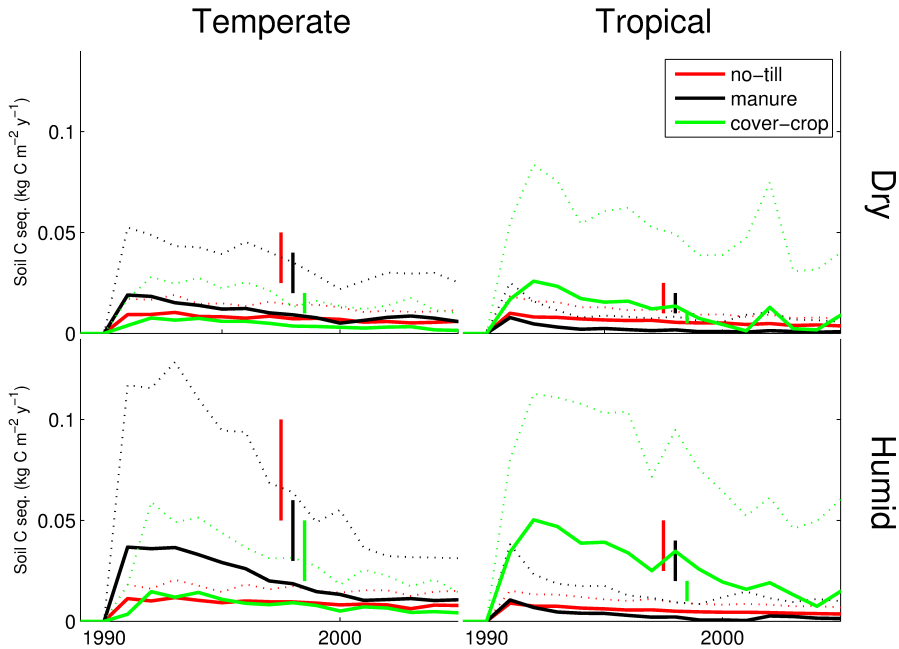 Temperate
Tropical
Soil C seq. (kg C m−2 y−1)
0.1
0.05
0
no−till
manure
cover−crop
Dry
Soil C seq. (kg C m−2 y−1)
0.1
0.05
0
1990
2000
1990
2000
Humid